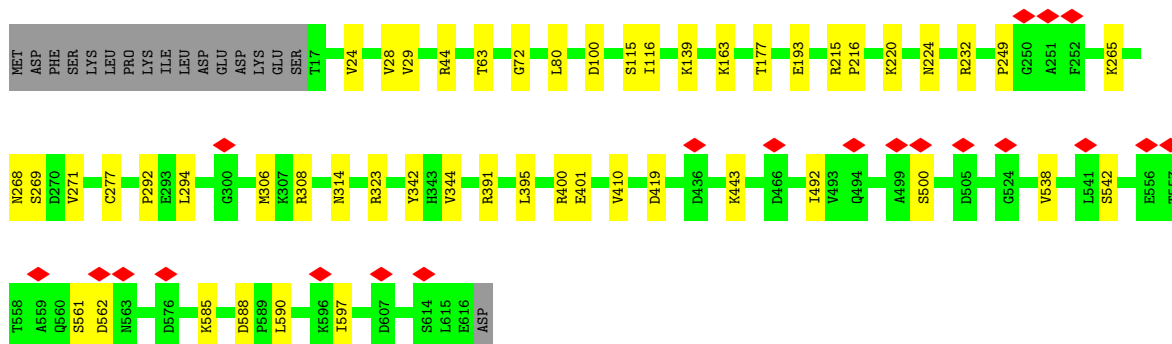 MET ASP PHE SER LYS LEU PRO LYS ILE LEU ASP GLU ASP LYS GLY SER T17 V24 V28 V29 R44 T63 G72 L80 D100 S115 I116 K139 K163 T177 E193 R215 P216 K220 N224 R232 P249 G250 A251 F252 K265
N268 S269 D270 V271 C277 P292 E293 L294 G300 M306 K307 R308 N314 R323 Y342 H343 V344 R391 L395 R400 E401 V410 D419 D436 K443 D466 I492 V493 Q494 A499 S500 D505 G524 V538 L541 S542 E556 T557
T558 A559 Q560 S561 D562 N563 D576 K585 D588 P589 L590 K596 I597 D607 S614 L615 E616 ASP